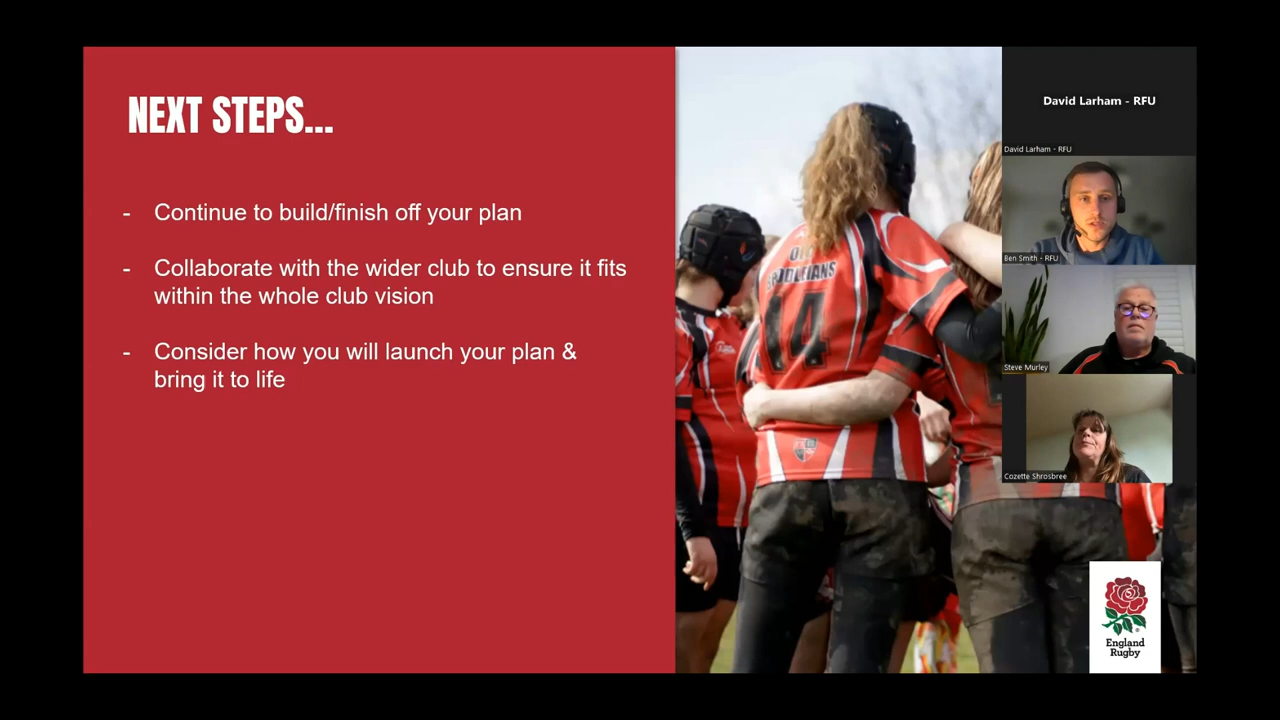 NEXT STEPS...
- Continue to build/finish off your plan
- Collaborate with the wider club to ensure it fits
within the whole club vision
- Consider how you will launch your plan &
bring it to life
14
David Larham - RFU
David Larham - RFU
Ben Smith - RFU
Steve Murley
Cozette Shrosbree
England
Rugby